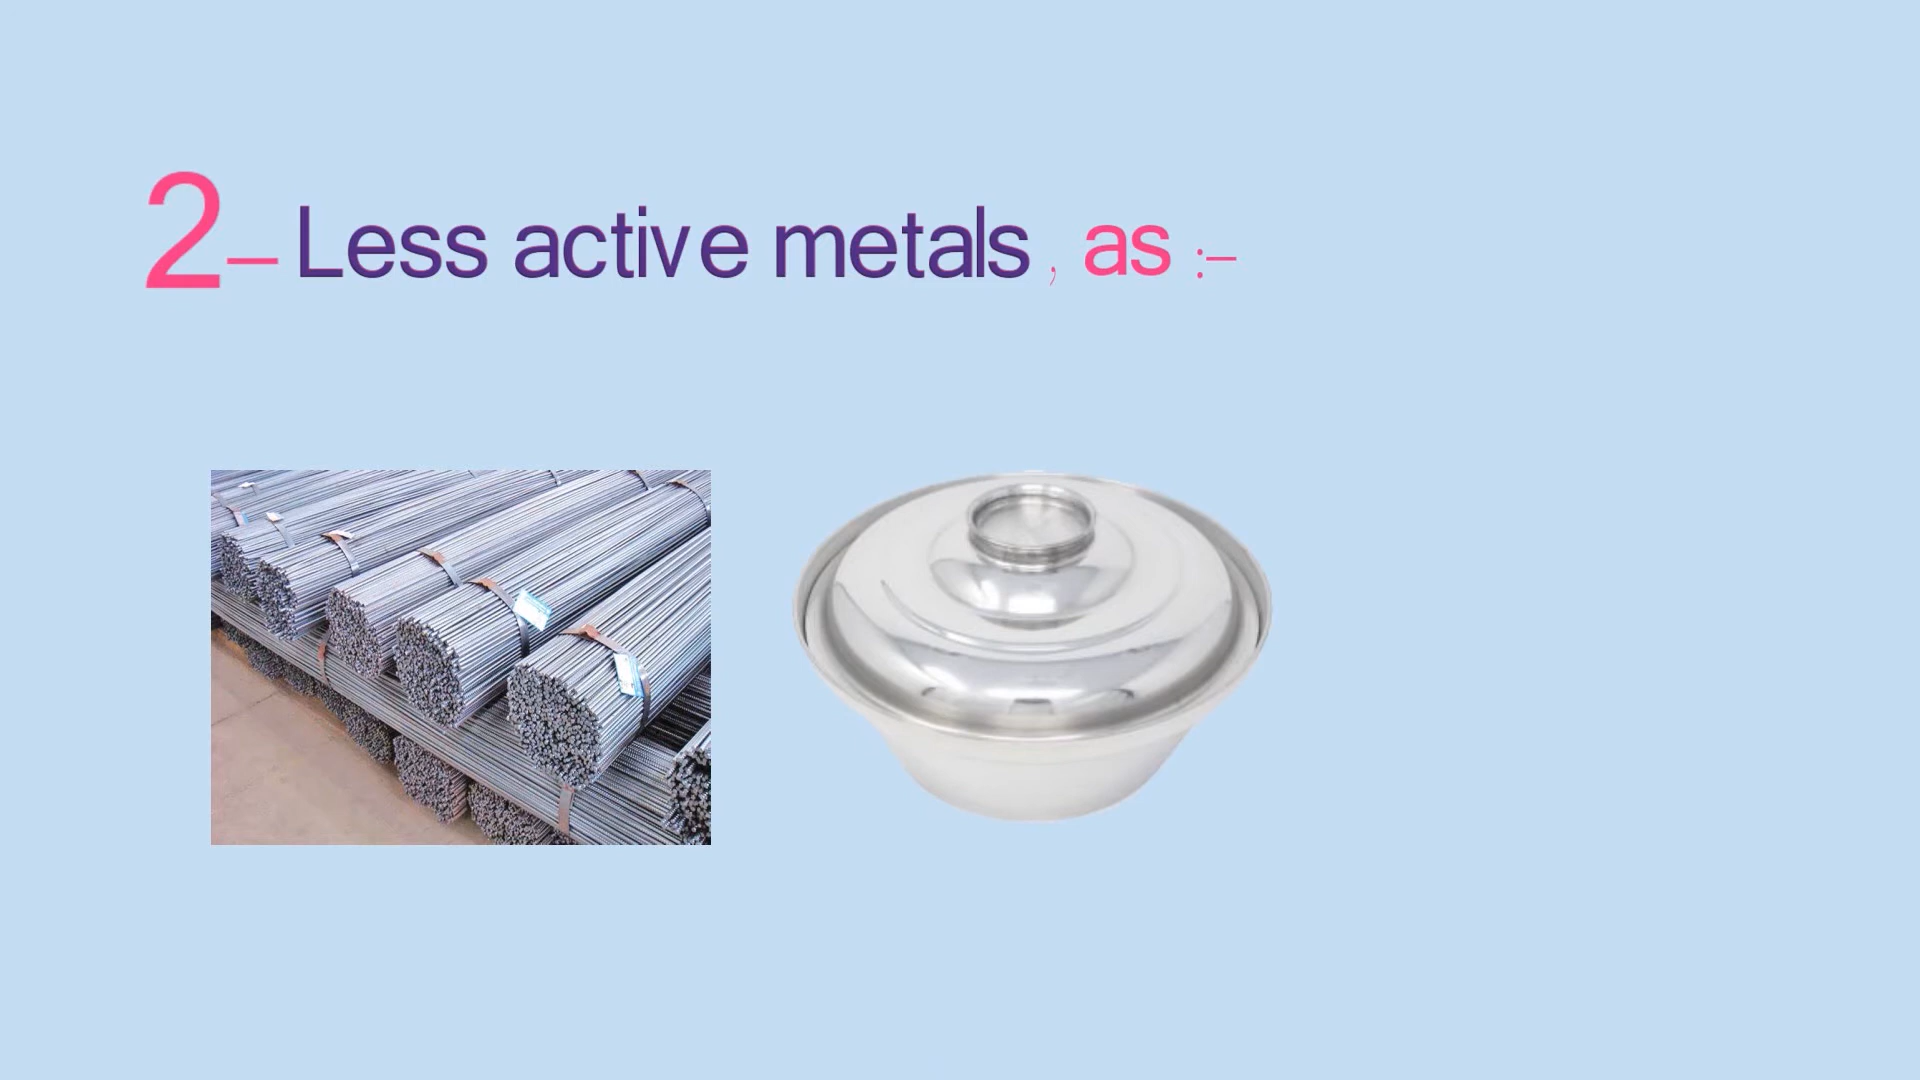 2- Less active metals, as :-